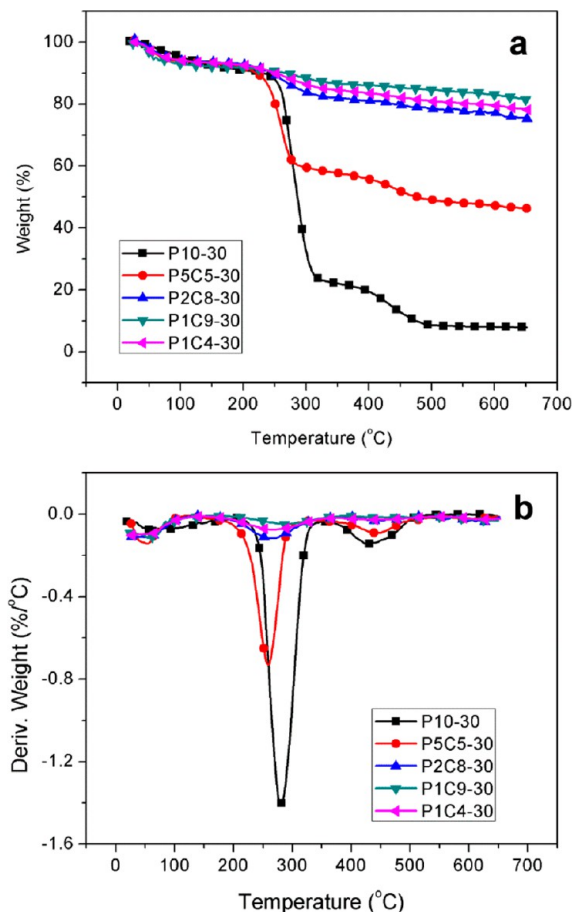 a
100
80
60
40
20
0
Weight (%)
P10-30
P5C5-30
P2C8-30
P1C9-30
P1C4-30
0 100 200 300 400 500 600 700
Temperature (°C)
b
0.0
-0.4
-0.8
-1.2
-1.6
Deriv. Weight (%/°C)
P10-30
P5C5-30
P2C8-30
P1C9-30
P1C4-30
0 100 200 300 400 500 600 700
Temperature (°C)